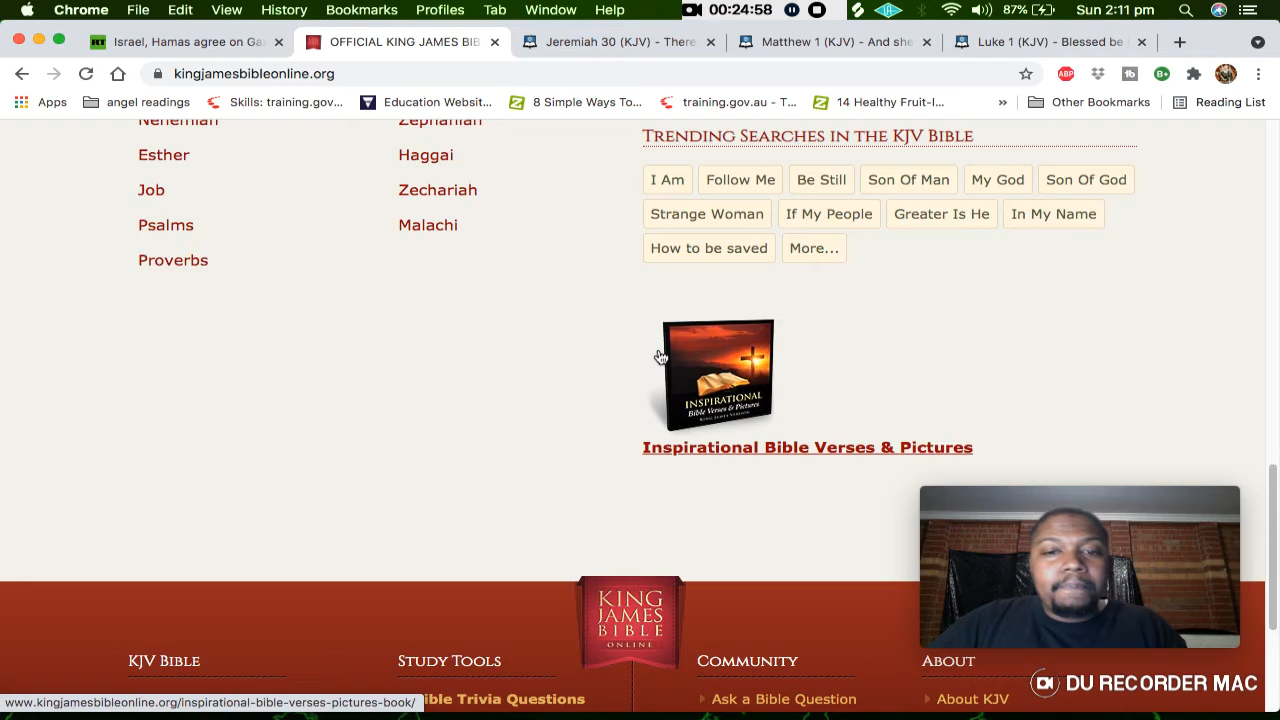 Chrome File Edit View History Bookmarks Profiles Tab Window Help 00:24:58 87% Sun 2:11 pm
RT Israel, Hamas agree on Ga OFFICIAL KING JAMES BIB Jeremiah 30 (KJV) - There Matthew 1 (KJV) - And she Luke 1 (KJV) - Blessed be
kingjamesbibleonline.org ABP
Apps angel readings Skills: training.gov... Education Websit... 8 Simple Ways To... training.gov.au - T... 14 Healthy Fruit-I... » Other Bookmarks Reading List
Nehemiah Zephaniah
Esther Haggai
Job Zechariah
Psalms Malachi
Proverbs
Trending Searches in the KJV Bible
I Am Follow Me Be Still Son Of Man My God Son Of God
Strange Woman If My People Greater Is He In My Name
How to be saved More...
INSPIRATIONAL
Bible Verses & Pictures
KING JAMES VERSION
Inspirational Bible Verses & Pictures
KING
JAMES
BIBLE
ONLINE
KJV Bible Study Tools Community About
Bible Trivia Questions Ask a Bible Question About KJV
www.kingjamesbibleonline.org/inspirational-bible-verses-pictures-book/
DU RECORDER MAC